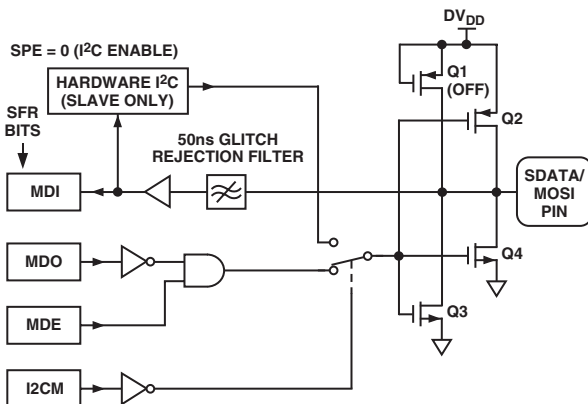 DVDD
SPE = 0 (I2C ENABLE)
HARDWARE I2C
(SLAVE ONLY)
Q1
(OFF)
SFR
BITS
50ns GLITCH
REJECTION FILTER
Q2
MDI
SDATA/
MOSI
PIN
MDO
Q4
MDE
Q3
I2CM